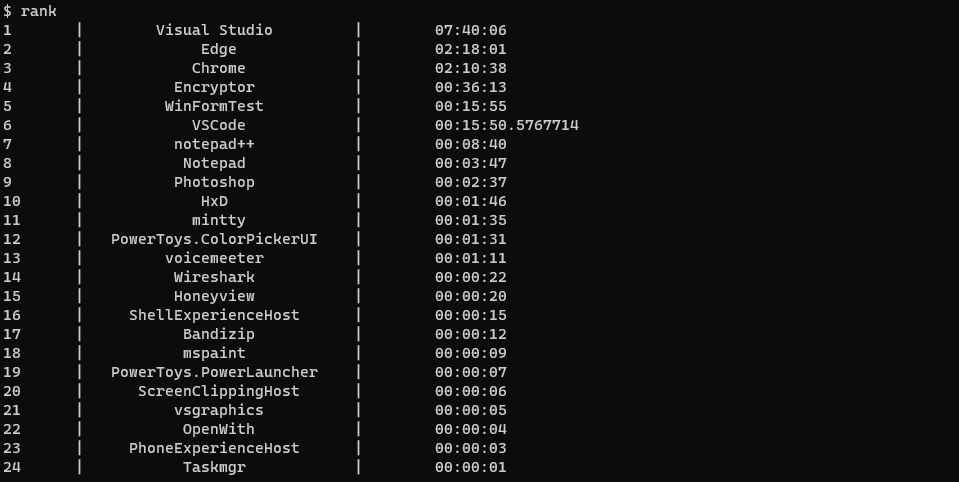 $ rank
1 | Visual Studio | 07:40:06
2 | Edge | 02:18:01
3 | Chrome | 02:10:38
4 | Encryptor | 00:36:13
5 | WinFormTest | 00:15:55
6 | VSCode | 00:15:50.5767714
7 | notepad++ | 00:08:40
8 | Notepad | 00:03:47
9 | Photoshop | 00:02:37
10 | HxD | 00:01:46
11 | mintty | 00:01:35
12 | PowerToys.ColorPickerUI | 00:01:31
13 | voicemeeter | 00:01:11
14 | Wireshark | 00:00:22
15 | Honeyview | 00:00:20
16 | ShellExperienceHost | 00:00:15
17 | Bandizip | 00:00:12
18 | mspaint | 00:00:09
19 | PowerToys.PowerLauncher | 00:00:07
20 | ScreenClippingHost | 00:00:06
21 | vsgraphics | 00:00:05
22 | OpenWith | 00:00:04
23 | PhoneExperienceHost | 00:00:03
24 | Taskmgr | 00:00:01